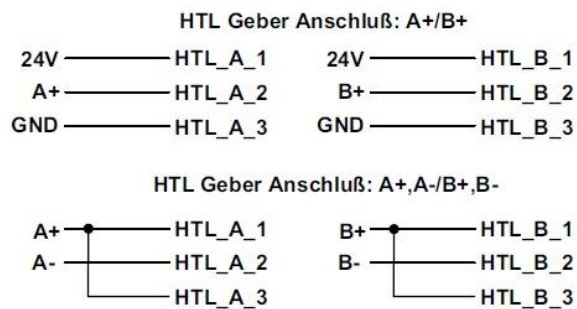 HTL Geber Anschluß: A+/B+
24V HTL_A_1 24V HTL_B_1
A+ HTL_A_2 B+ HTL_B_2
GND HTL_A_3 GND HTL_B_3
HTL Geber Anschluß: A+,A-/B+,B-
A+ HTL_A_1 B+ HTL_B_1
A- HTL_A_2 B- HTL_B_2
HTL_A_3 HTL_B_3